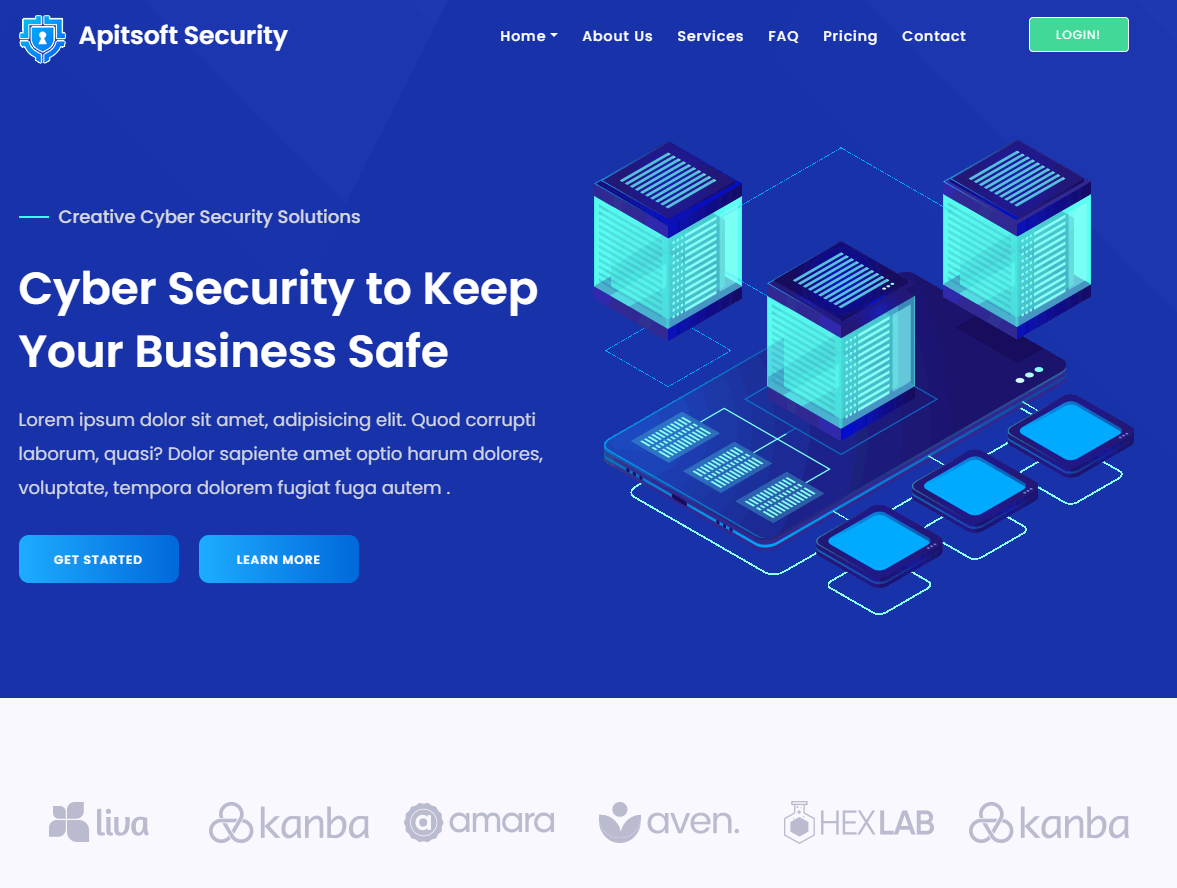 Apitsoft Security
Home About Us Services FAQ Pricing Contact LOGIN!
Creative Cyber Security Solutions
Cyber Security to Keep
Your Business Safe
Lorem ipsum dolor sit amet, adipisicing elit. Quod corrupti
laborum, quasi? Dolor sapiente amet optio harum dolores,
voluptate, tempora dolorem fugiat fuga autem .
GET STARTED LEARN MORE
liva kanba amara aven. HEXLAB kanba